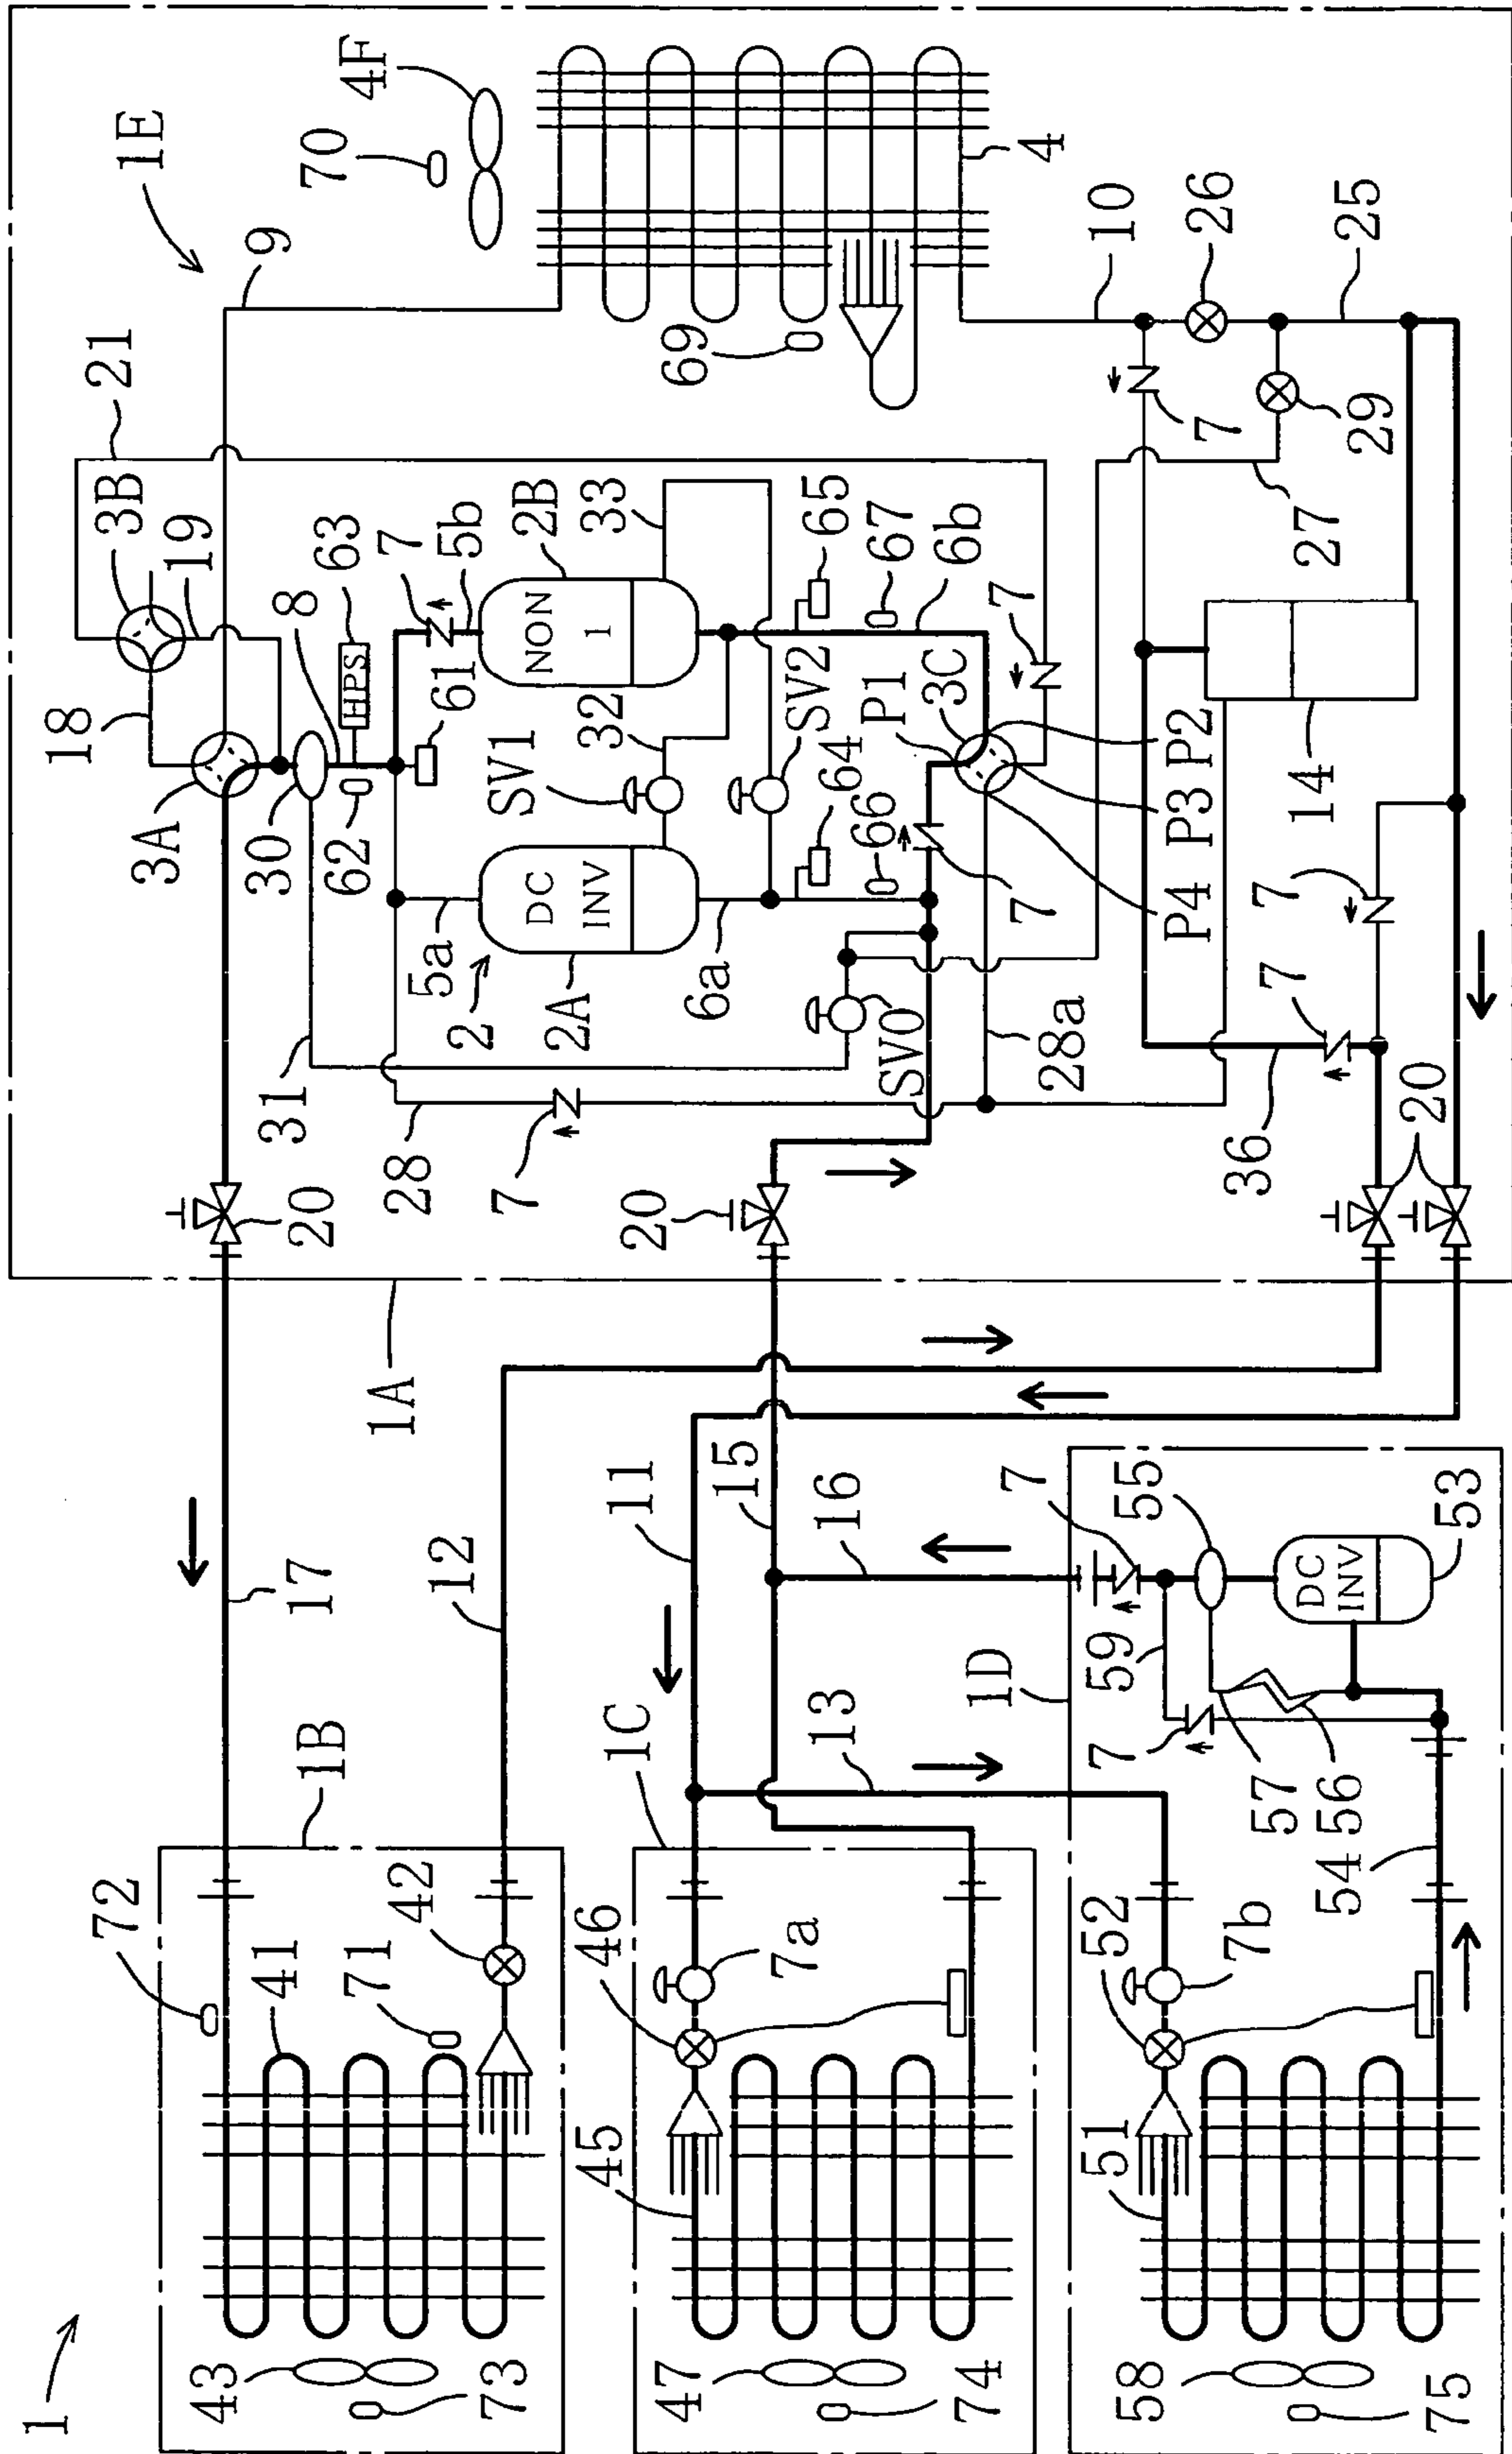 1
1E
1A
1B
1C
1D
2
2A
DC
INV
2B
NON
1
3A
3B
3C
4
4F
5a
5b
6a
6b
7
7
7
7
7
7
7
7
7
7a
7b
8
9
10
11
12
13
14
15
16
17
18
19
20
20
20
21
25
26
27
28
28a
29
30
31
32
33
36
41
42
43
45
46
47
51
52
53
DC
INV
54
55
56
57
58
59
61
62
63
HPS
64
65
66
67
69
70
71
72
73
74
75
SV0
SV1
SV2
P1
P2
P3
P4